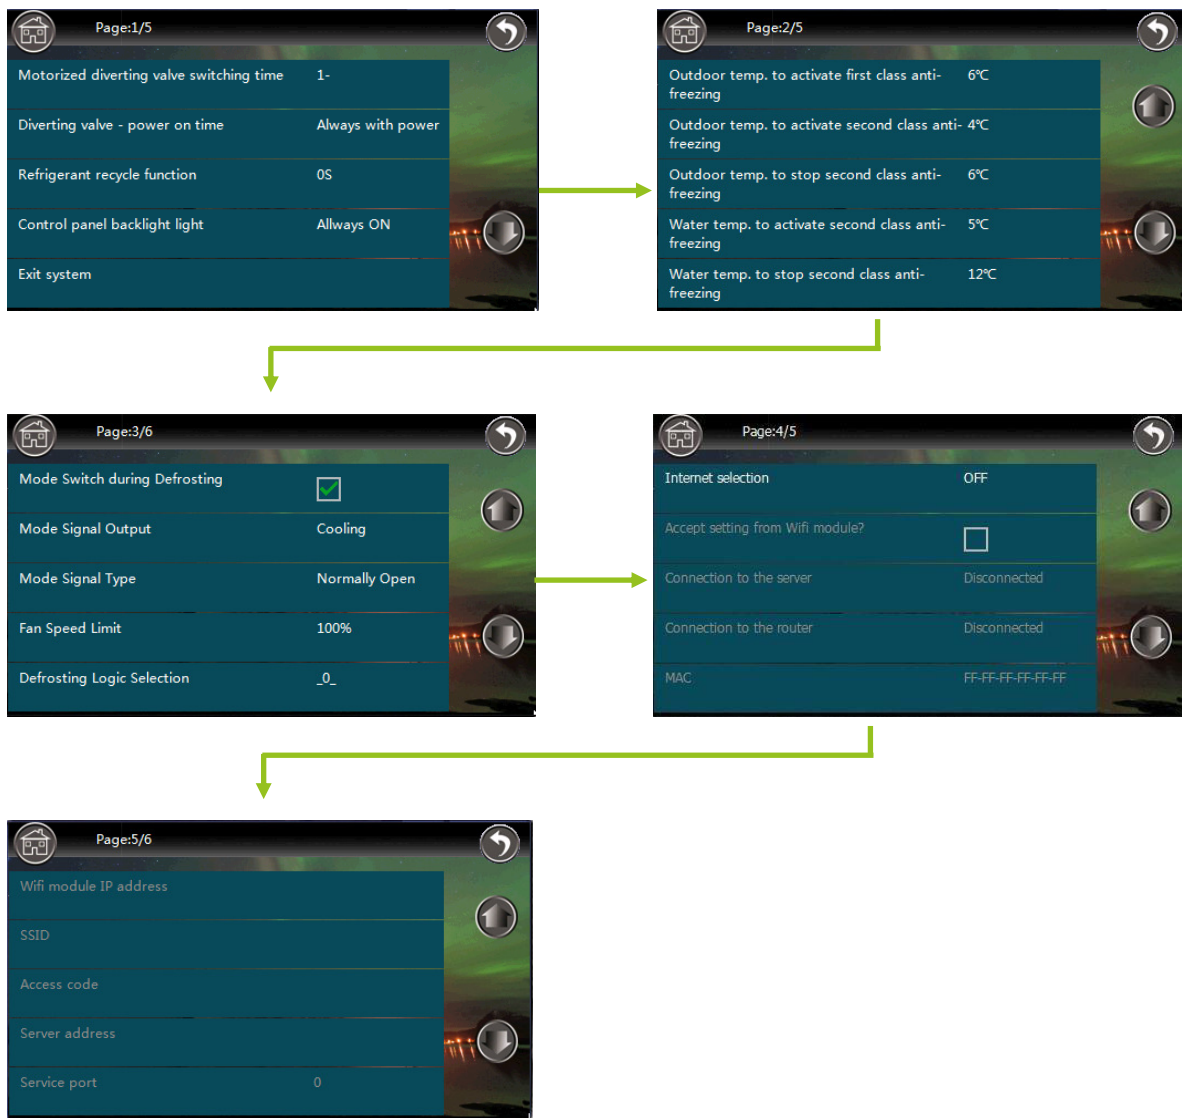 Page:1/5
Motorized diverting valve switching time 1-
Diverting valve - power on time Always with power
Refrigerant recycle function 0S
Control panel backlight light Allways ON
Exit system
Page:2/5
Outdoor temp. to activate first class anti- 6℃
freezing
Outdoor temp. to activate second class anti- 4℃
freezing
Outdoor temp. to stop second class anti- 6℃
freezing
Water temp. to activate second class anti- 5℃
freezing
Water temp. to stop second class anti- 12℃
freezing
Page:3/6
Mode Switch during Defrosting
Mode Signal Output Cooling
Mode Signal Type Normally Open
Fan Speed Limit 100%
Defrosting Logic Selection _0_
Page:4/5
Internet selection OFF
Accept setting from Wifi module?
Connection to the server Disconnected
Connection to the router Disconnected
MAC FF-FF-FF-FF-FF-FF
Page:5/6
Wifi module IP address
SSID
Access code
Server address
Service port 0